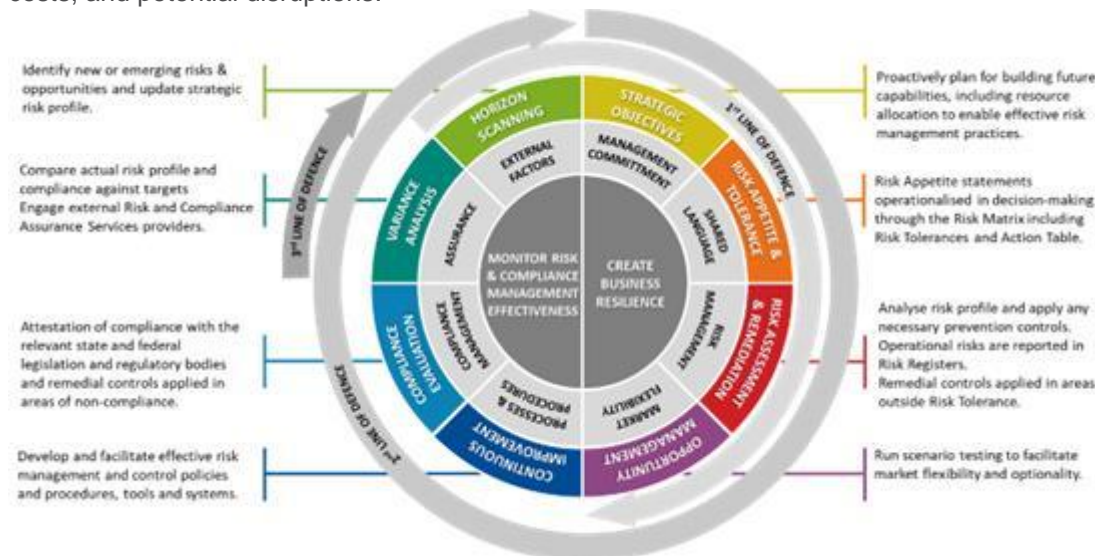 costs, and potential disruptions.
Identify new or emerging risks &
opportunities and update strategic
risk profile.
Compare actual risk profile and
compliance against targets
Engage external Risk and Compliance
Assurance Services providers.
Attestation of compliance with the
relevant state and federal
legislation and regulatory bodies
and remedial controls applied in
areas of non-compliance.
Develop and facilitate effective risk
management and control policies
and procedures, tools and systems.
3rd LINE OF DEFENCE
2nd LINE OF DEFENCE
1st LINE OF DEFENCE
HORIZON
SCANNING
STRATEGIC
OBJECTIVES
RISK APPETITE &
TOLERANCE
RISK ASSESSMENT
& REMEDIATION
OPPORTUNITY
MANAGEMENT
CONTINUOUS
IMPROVEMENT
COMPLIANCE
EVALUATION
VARIANCE
ANALYSIS
EXTERNAL
FACTORS
MANAGEMENT
COMMITTMENT
SHARED
LANGUAGE
RISK
MANAGEMENT
MARKET
FLEXIBILITY
PROCESSES &
PROCEDURES
COMPLIANCE
MANAGEMENT
ASSURANCE
MONITOR RISK
& COMPLIANCE
MANAGEMENT
EFFECTIVENESS
CREATE
BUSINESS
RESILIENCE
Proactively plan for building future
capabilities, including resource
allocation to enable effective risk
management practices.
Risk Appetite statements
operationalised in decision-making
through the Risk Matrix including
Risk Tolerances and Action Table.
Analyse risk profile and apply any
necessary prevention controls.
Operational risks are reported in
Risk Registers.
Remedial controls applied in areas
outside Risk Tolerance.
Run scenario testing to facilitate
market flexibility and optionality.